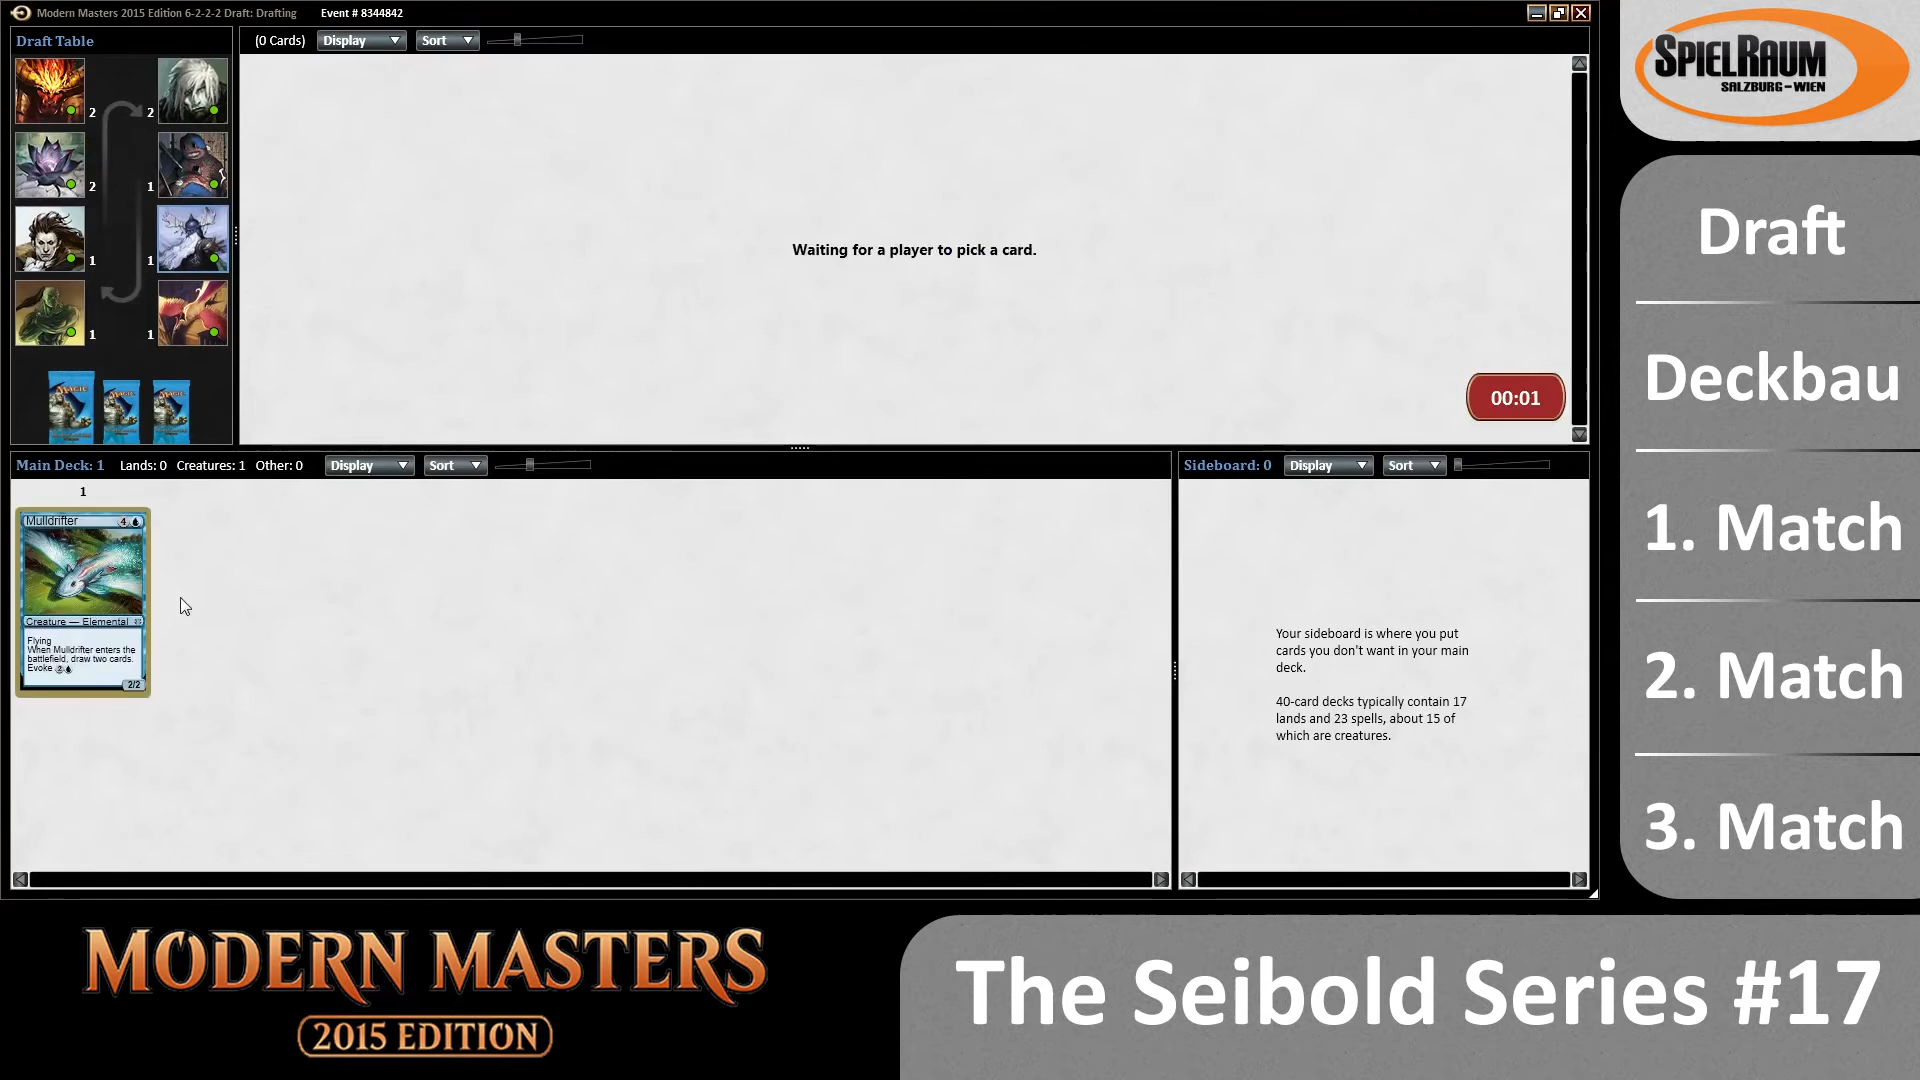 Modern Masters 2015 Edition 6-2-2-2 Draft: Drafting
Event # 8344842
Draft Table
(0 Cards)
Display
Sort
2
2
2
1
1
1
1
1
MAGIC
MAGIC
MAGIC
Waiting for a player to pick a card.
00:01
Main Deck: 1
Lands: 0 Creatures: 1 Other: 0
Display
Sort
1
Mulldrifter
4
Creature — Elemental
Flying
When Mulldrifter enters the
battlefield, draw two cards.
Evoke 2
2/2
Sideboard: 0
Display
Sort
Your sideboard is where you put
cards you don't want in your main
deck.
40-card decks typically contain 17
lands and 23 spells, about 15 of
which are creatures.
SPIELRAUM
SALZBURG–WIEN
Draft
Deckbau
1. Match
2. Match
3. Match
MODERN MASTERS
2015 EDITION
The Seibold Series #17